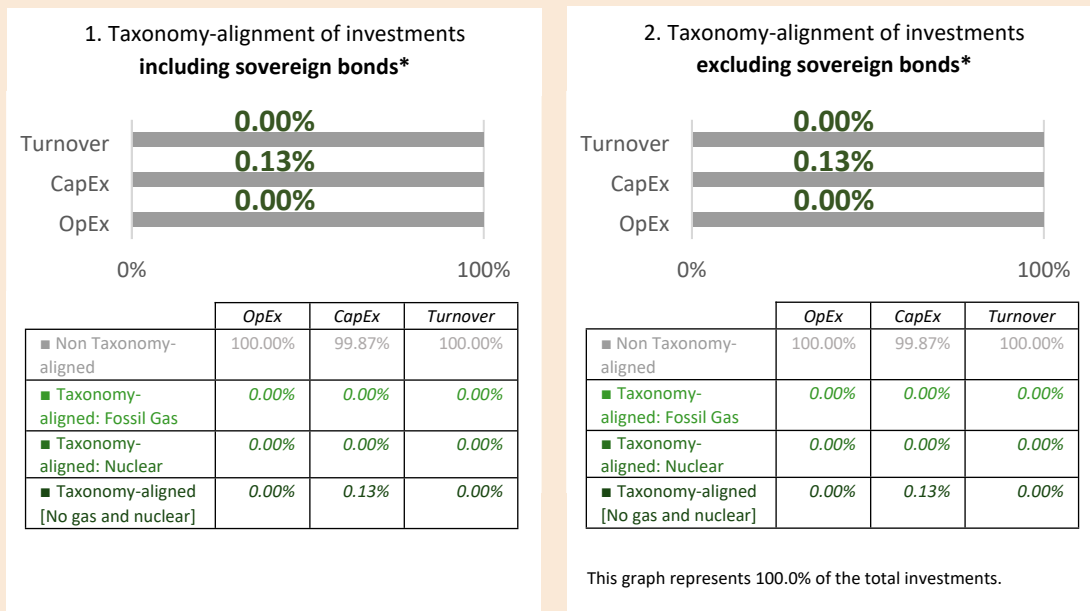 1. Taxonomy-alignment of investments
including sovereign bonds*
0.00%
Turnover
0.13%
CapEx
0.00%
OpEx
0% 100%
OpEx CapEx Turnover
■ Non Taxonomy- 100.00% 99.87% 100.00%
aligned
■ Taxonomy- 0.00% 0.00% 0.00%
aligned: Fossil Gas
■ Taxonomy- 0.00% 0.00% 0.00%
aligned: Nuclear
■ Taxonomy-aligned 0.00% 0.13% 0.00%
[No gas and nuclear]
2. Taxonomy-alignment of investments
excluding sovereign bonds*
0.00%
Turnover
0.13%
CapEx
0.00%
OpEx
0% 100%
OpEx CapEx Turnover
■ Non Taxonomy- 100.00% 99.87% 100.00%
aligned
■ Taxonomy- 0.00% 0.00% 0.00%
aligned: Fossil Gas
■ Taxonomy- 0.00% 0.00% 0.00%
aligned: Nuclear
■ Taxonomy-aligned 0.00% 0.13% 0.00%
[No gas and nuclear]
This graph represents 100.0% of the total investments.